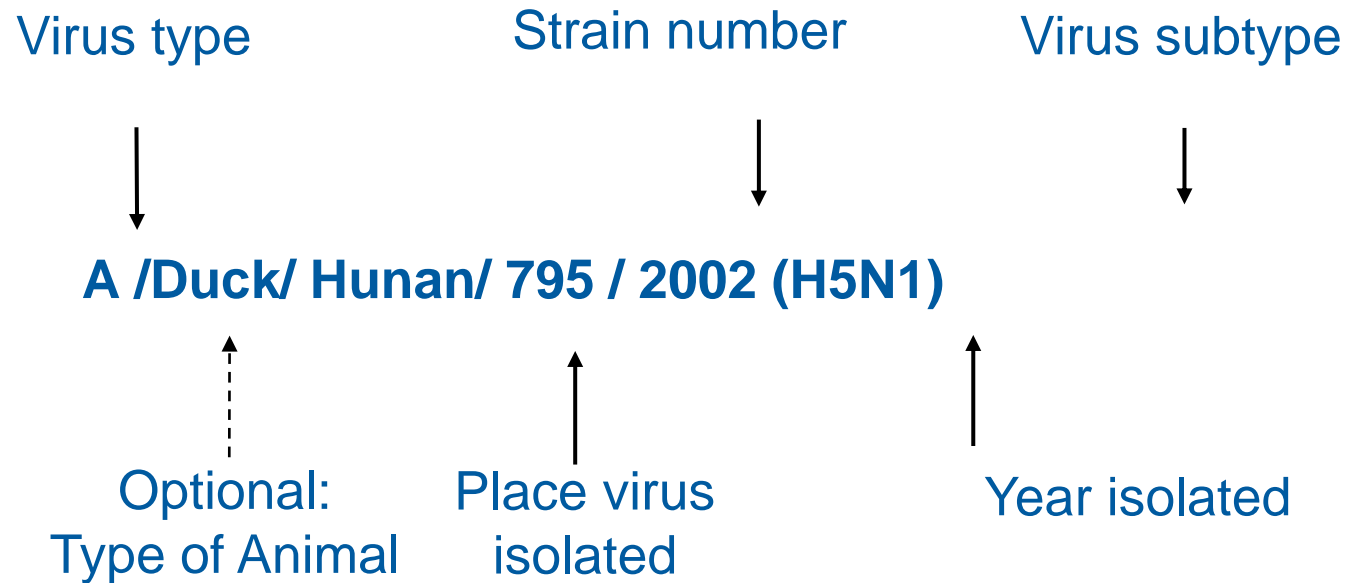 Virus type
Strain number
Virus subtype
A /Duck/ Hunan/ 795 / 2002 (H5N1)
Optional:
Type of Animal
Place virus
isolated
Year isolated